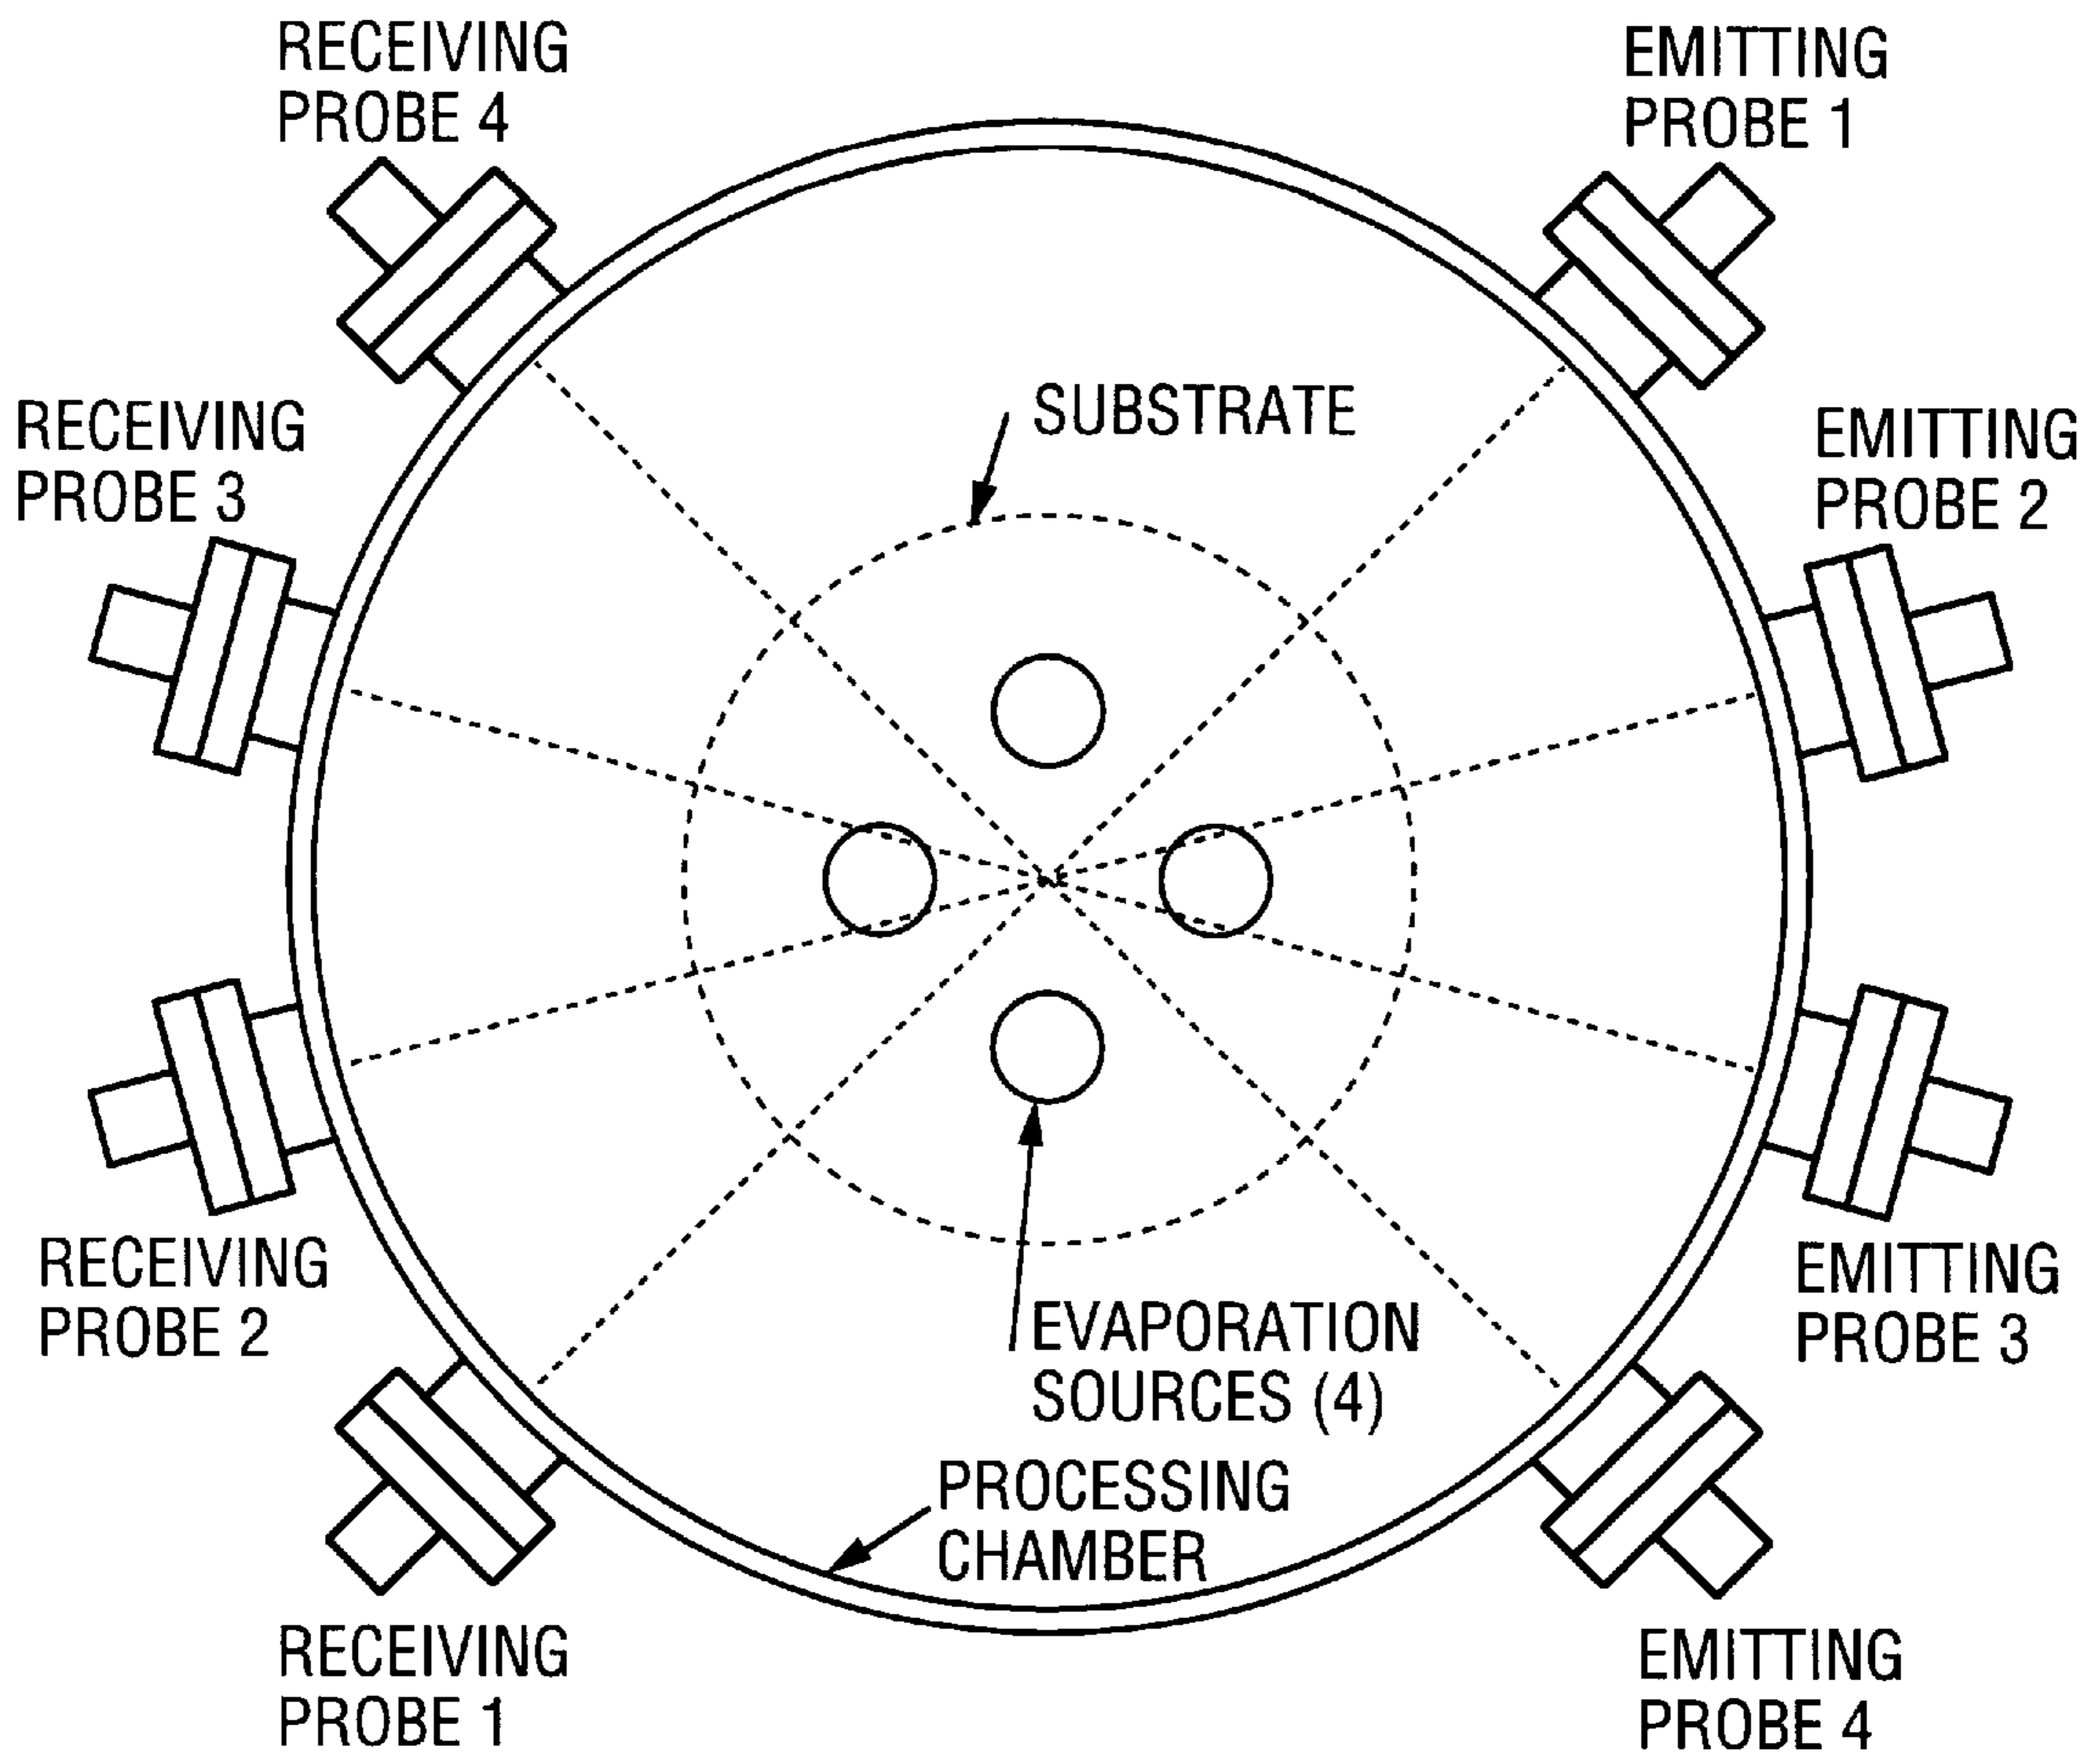 RECEIVING
PROBE 4
EMITTING
PROBE 1
SUBSTRATE
RECEIVING
PROBE 3
EMITTING
PROBE 2
RECEIVING
PROBE 2
EMITTING
PROBE 3
EVAPORATION
SOURCES (4)
PROCESSING
CHAMBER
RECEIVING
PROBE 1
EMITTING
PROBE 4